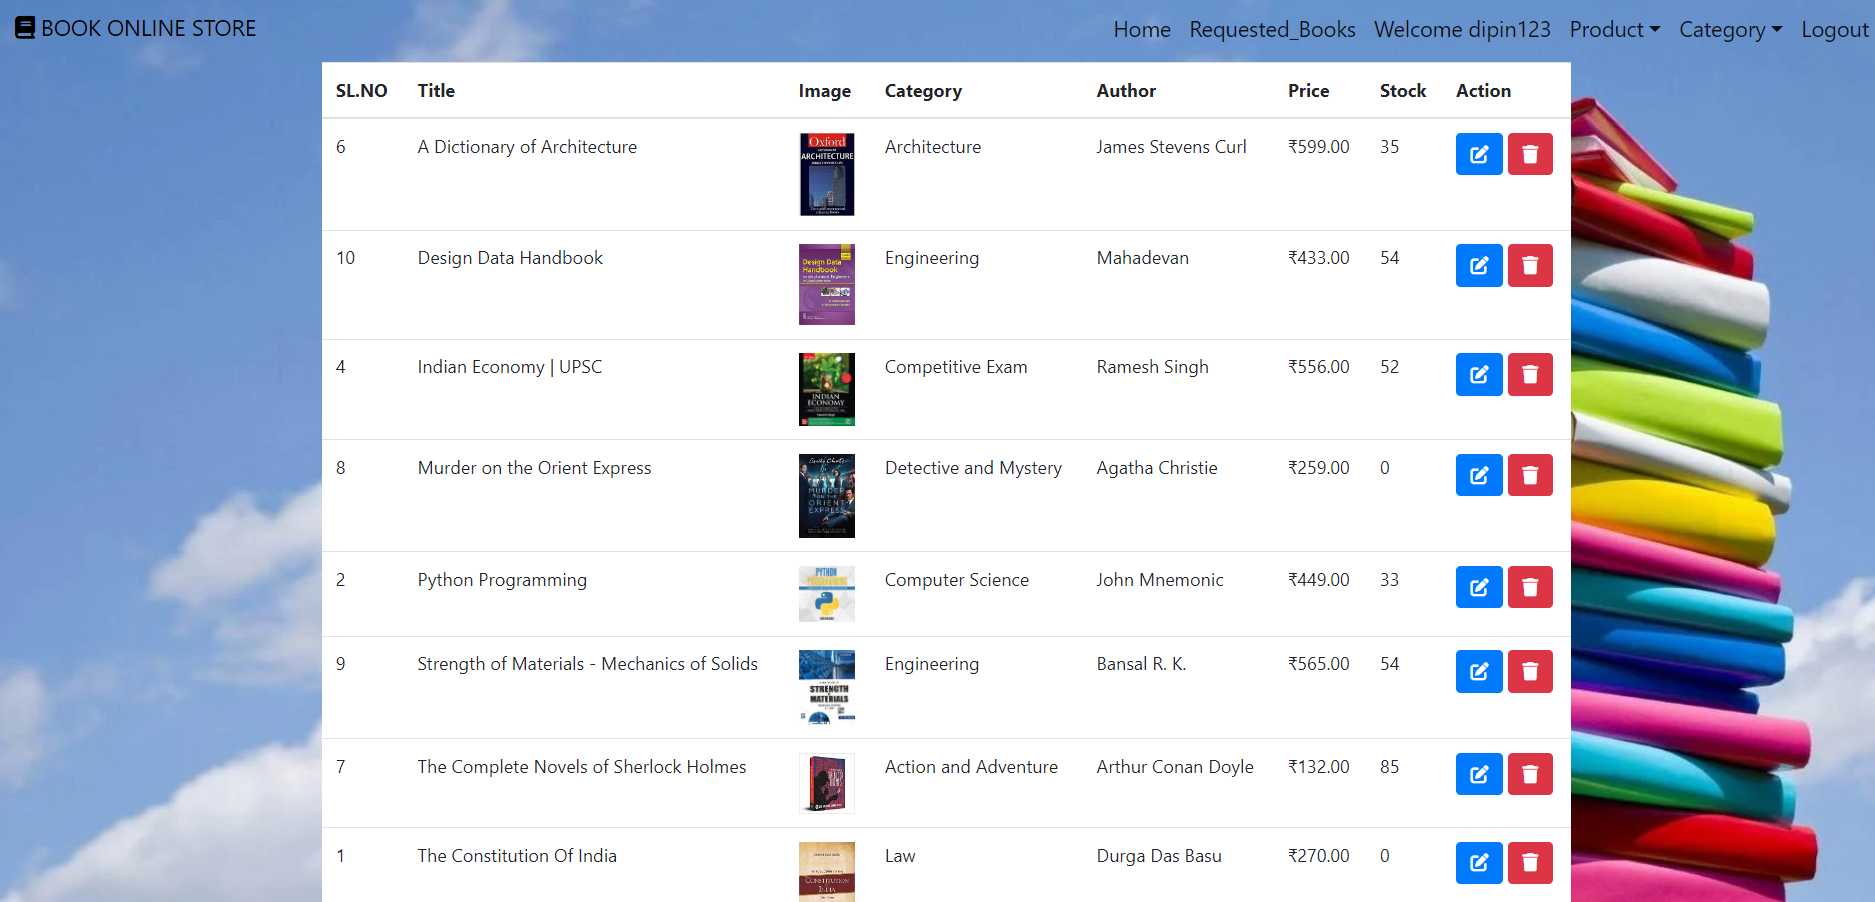 BOOK ONLINE STORE Home Requested_Books Welcome dipin123 Product Category Logout
SL.NO Title Image Category Author Price Stock Action
6 A Dictionary of Architecture Architecture James Stevens Curl ₹599.00 35
Oxford
ARCHITECTURE
10 Design Data Handbook Engineering Mahadevan ₹433.00 54
Design Data
Handbook
4 Indian Economy | UPSC Competitive Exam Ramesh Singh ₹556.00 52
INDIAN
ECONOMY
8 Murder on the Orient Express Detective and Mystery Agatha Christie ₹259.00 0
MURDER
ON THE
ORIENT
EXPRESS
2 Python Programming Computer Science John Mnemonic ₹449.00 33
PYTHON
PROGRAMMING
9 Strength of Materials - Mechanics of Solids Engineering Bansal R. K. ₹565.00 54
STRENGTH
MATERIALS
7 The Complete Novels of Sherlock Holmes Action and Adventure Arthur Conan Doyle ₹132.00 85
1 The Constitution Of India Law Durga Das Basu ₹270.00 0
CONSTITUTION
INDIA